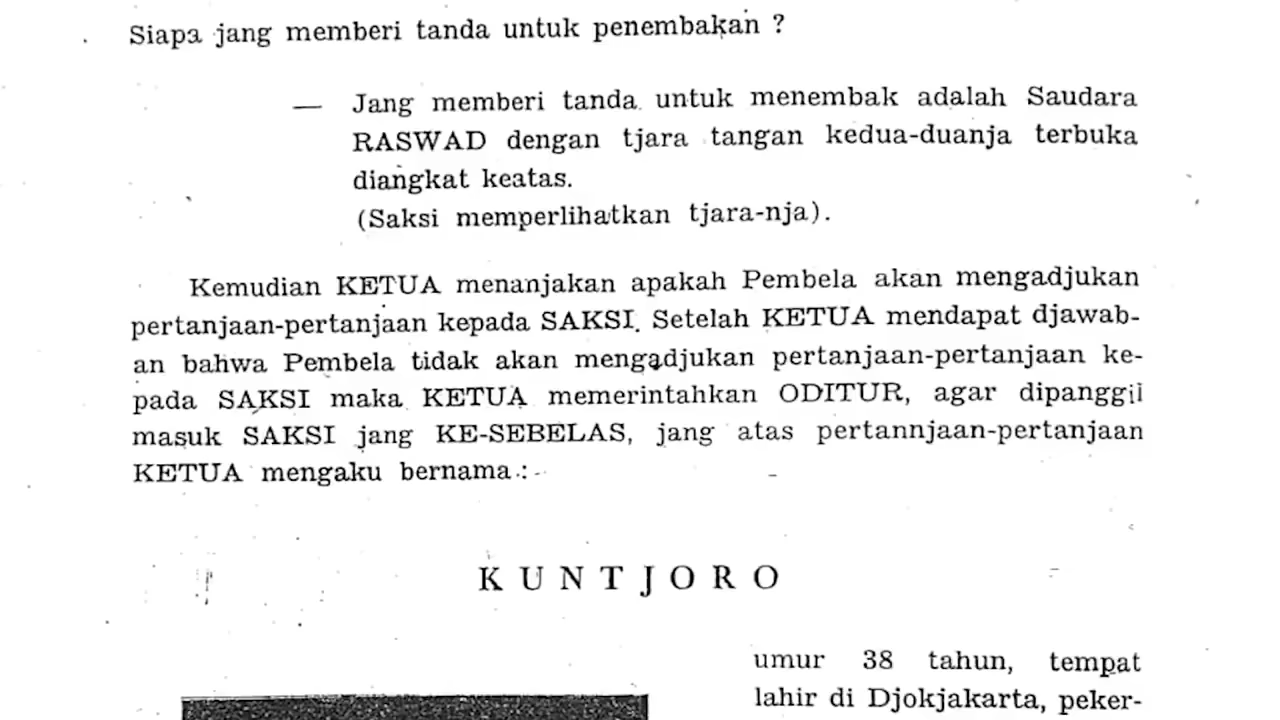 Siapa jang memberi tanda untuk penembakan ?
— Jang memberi tanda untuk menembak adalah Saudara
RASWAD dengan tjara tangan kedua-duanja terbuka
diangkat keatas.
(Saksi memperlihatkan tjara-nja).
Kemudian KETUA menanjakan apakah Pembela akan mengadjukan
pertanjaan-pertanjaan kepada SAKSI. Setelah KETUA mendapat djawab-
an bahwa Pembela tidak akan mengadjukan pertanjaan-pertanjaan ke-
pada SAKSI maka KETUA memerintahkan ODITUR, agar dipanggil
masuk SAKSI jang KE-SEBELAS, jang atas pertannjaan-pertanjaan
KETUA mengaku bernama :-
KUNTJORO
umur 38 tahun, tempat
lahir di Djokjakarta, peker-